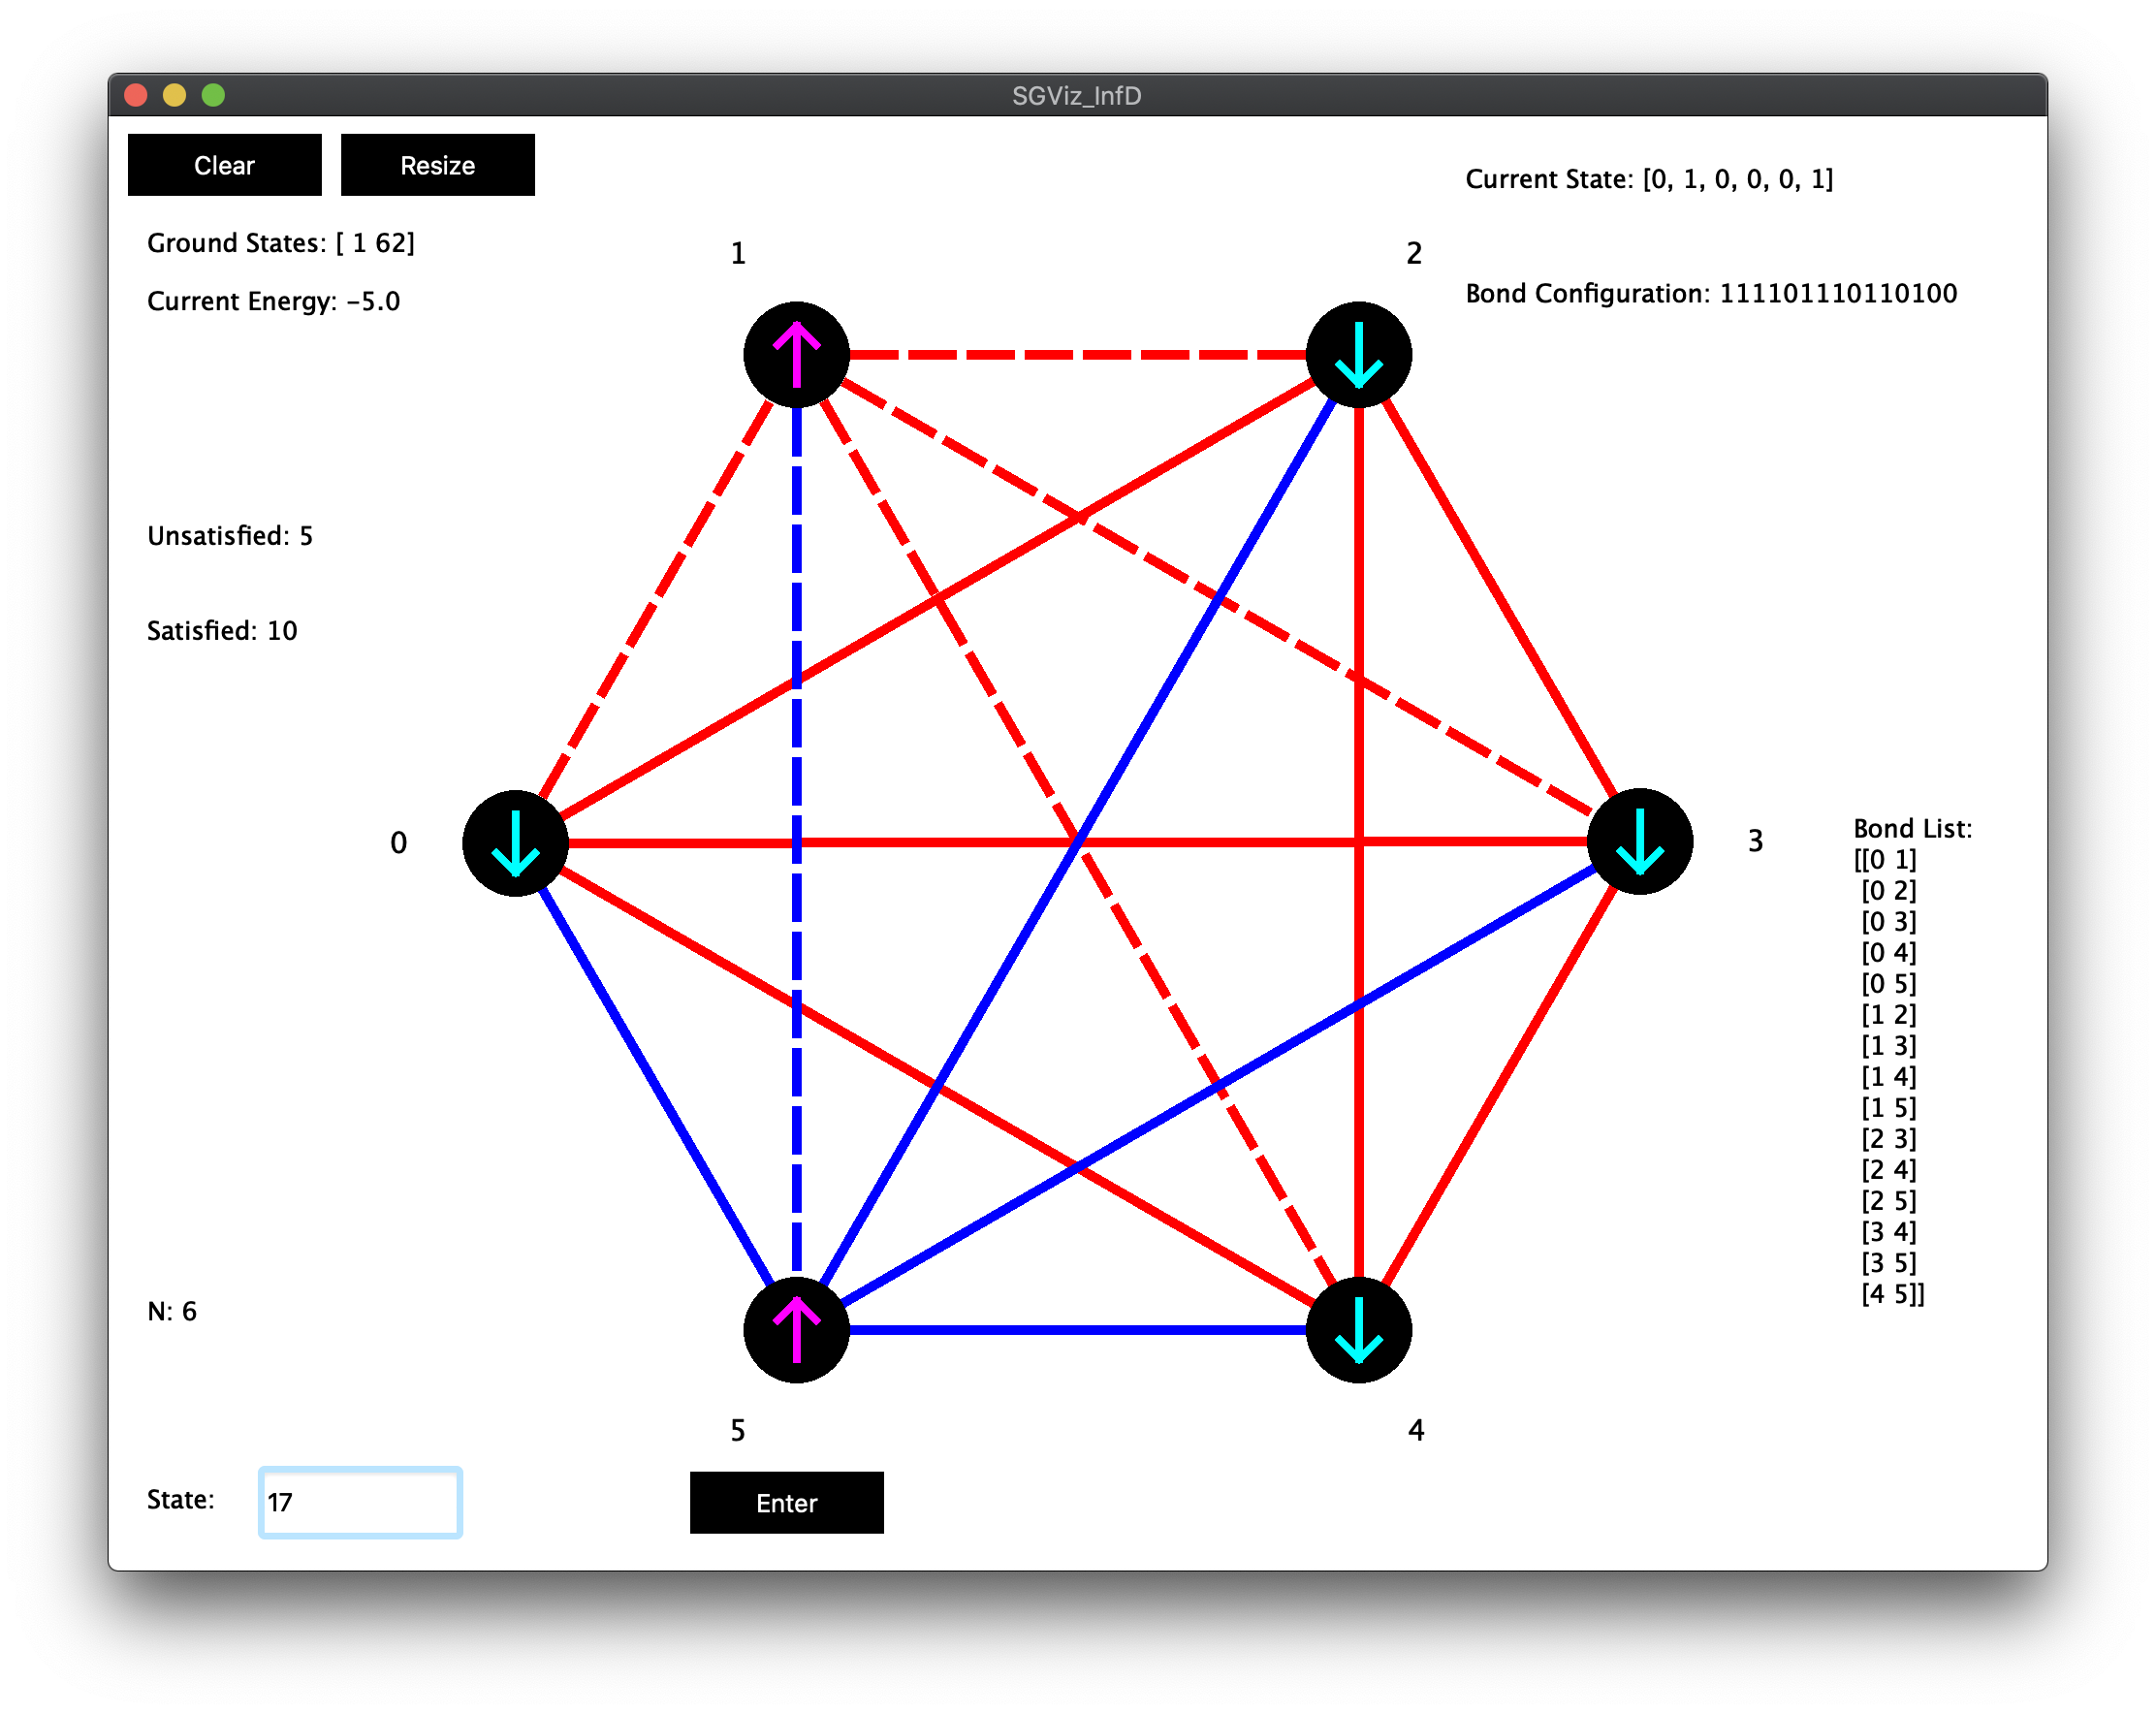 SGViz_InfD
Clear
Resize
Current State: [0, 1, 0, 0, 0, 1]
Ground States: [ 1 62]
1
2
Bond Configuration: 111101110110100
Current Energy: -5.0
Unsatisfied: 5
Satisfied: 10
0
3
Bond List:
[[0 1]
[0 2]
[0 3]
[0 4]
[0 5]
[1 2]
[1 3]
[1 4]
[1 5]
[2 3]
[2 4]
[2 5]
[3 4]
[3 5]
[4 5]]
N: 6
5
4
State:
17
Enter